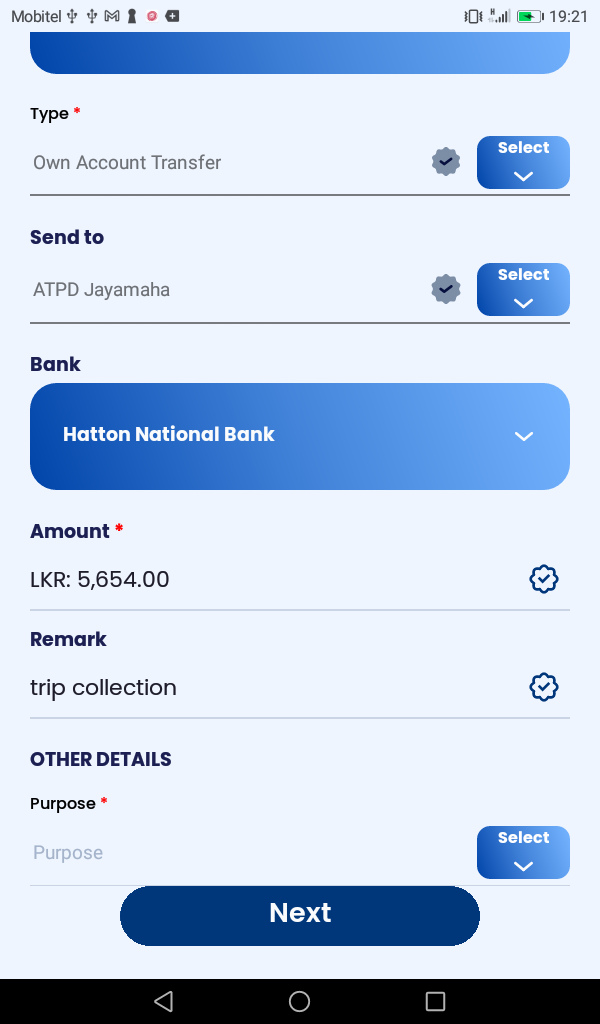 Mobitel 19:21
Type *
Own Account Transfer
Select
Send to
ATPD Jayamaha
Select
Bank
Hatton National Bank
Amount *
LKR: 5,654.00
Remark
trip collection
OTHER DETAILS
Purpose *
Purpose
Select
Next